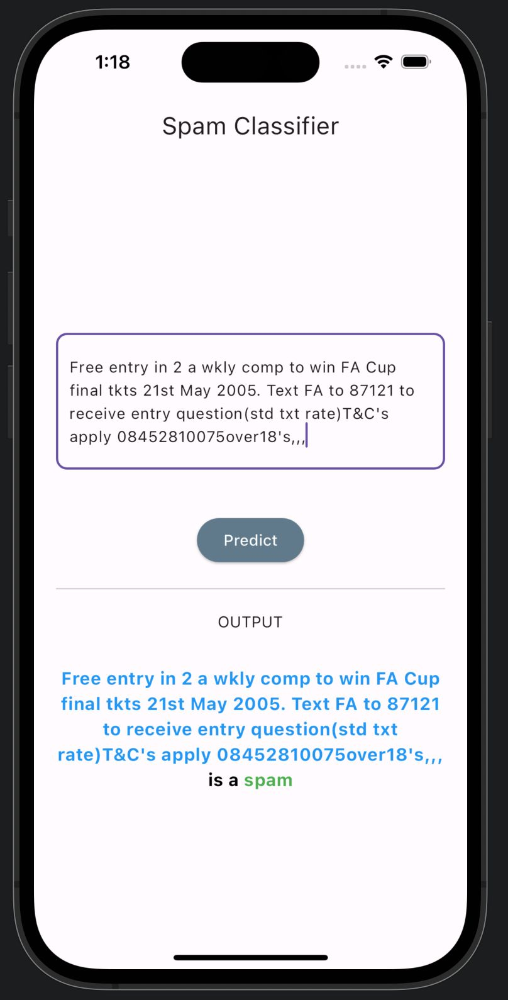 1:18
Spam Classifier
Free entry in 2 a wkly comp to win FA Cup
final tkts 21st May 2005. Text FA to 87121 to
receive entry question(std txt rate)T&C's
apply 08452810075over18's,,,
Predict
OUTPUT
Free entry in 2 a wkly comp to win FA Cup
final tkts 21st May 2005. Text FA to 87121
to receive entry question(std txt
rate)T&C's apply 08452810075over18's,,,
is a spam